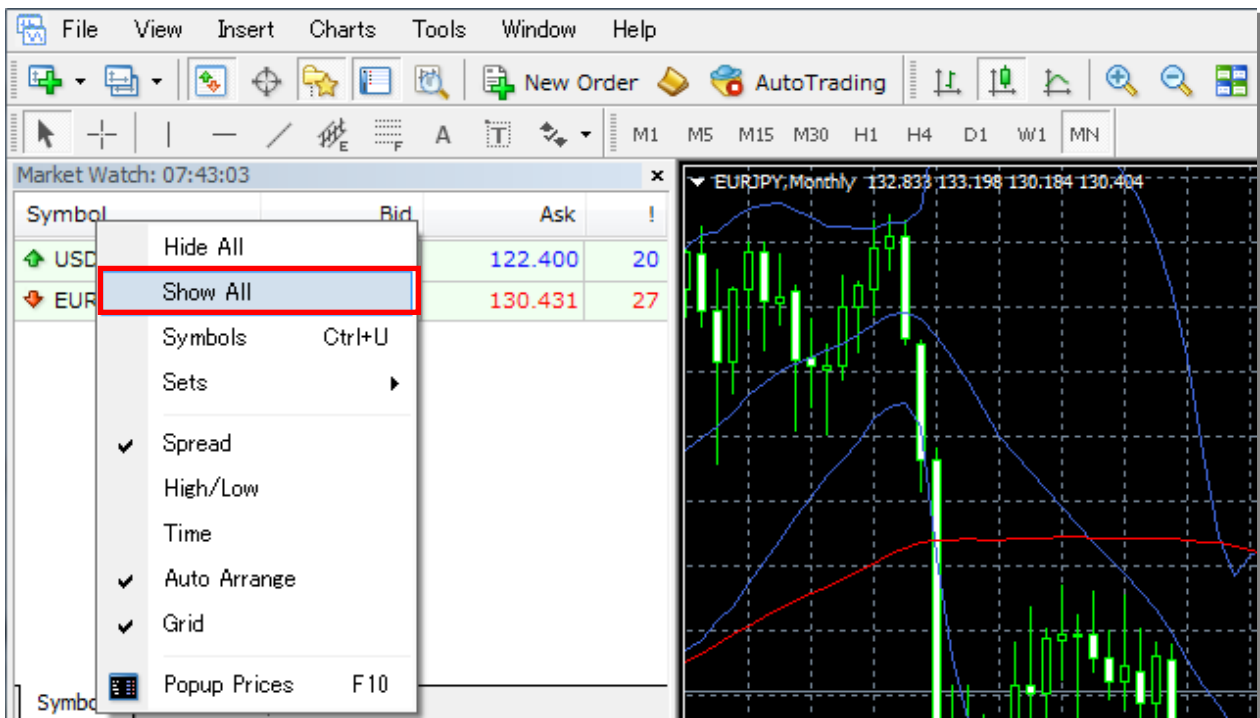 File View Insert Charts Tools Window Help
New Order AutoTrading
E F A T M1 M5 M15 M30 H1 H4 D1 W1 MN
Market Watch: 07:43:03 x
EURJPY,Monthly 132.833 133.198 130.184 130.404
Symbol Bid Ask !
Hide All
USD 122.400 20
Show All
EUR 130.431 27
Symbols Ctrl+U
Sets
Spread
High/Low
Time
Auto Arrange
Grid
Popup Prices F10
Symbo